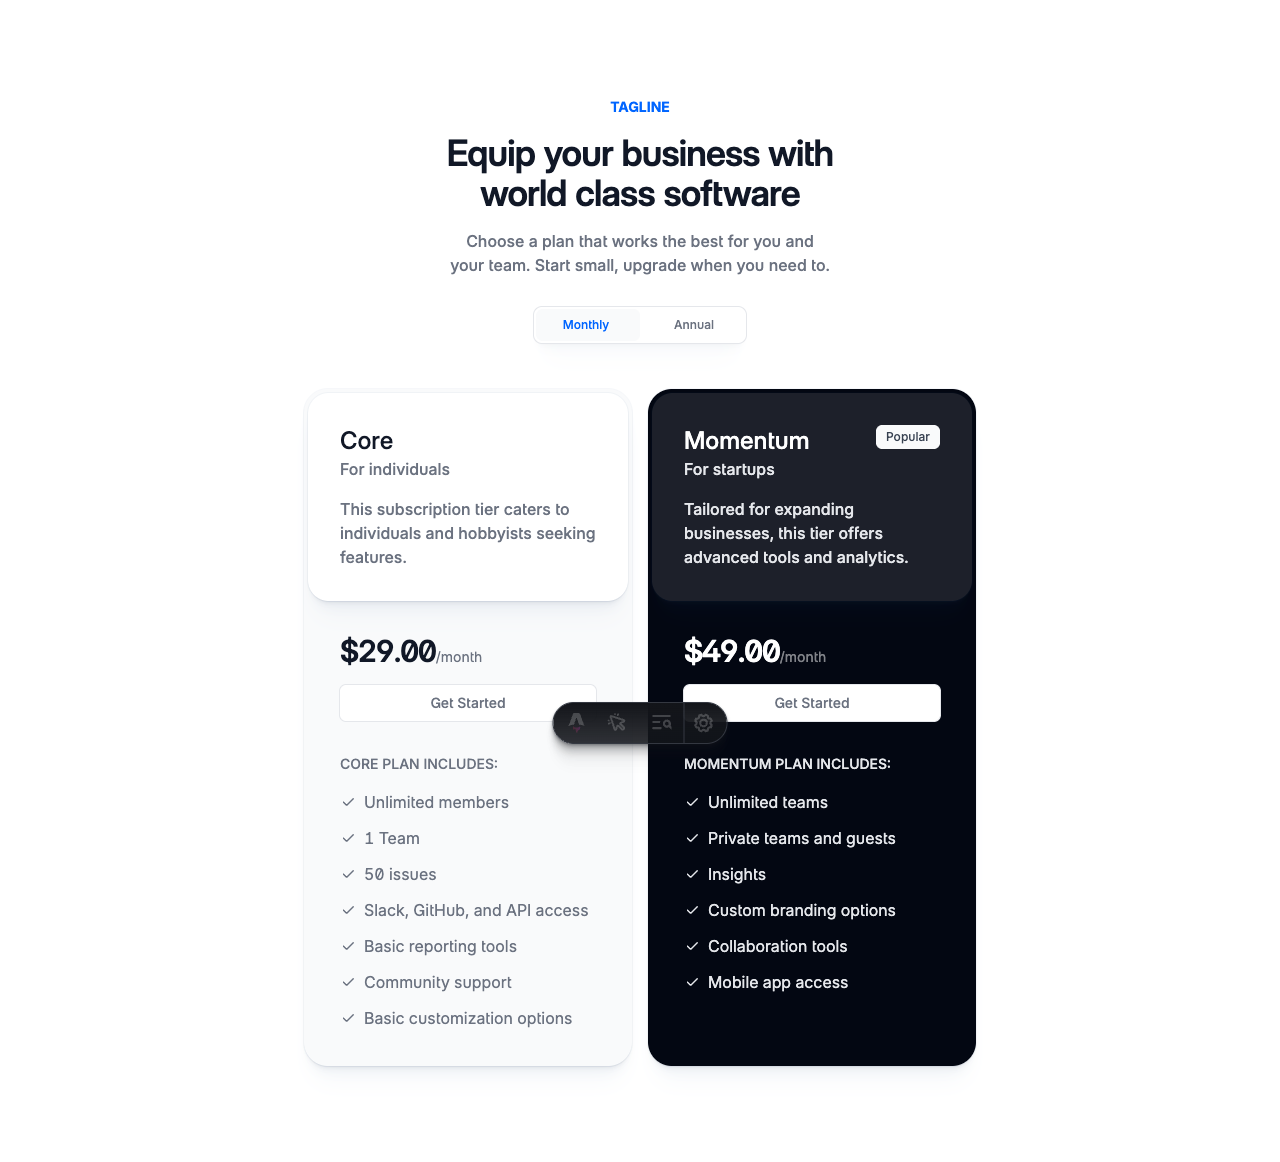 TAGLINE
Equip your business with
world class software
Choose a plan that works the best for you and
your team. Start small, upgrade when you need to.
Monthly
Annual
Core
For individuals
This subscription tier caters to
individuals and hobbyists seeking
features.
$29.00/month
Get Started
CORE PLAN INCLUDES:
Unlimited members
1 Team
50 issues
Slack, GitHub, and API access
Basic reporting tools
Community support
Basic customization options
Momentum
Popular
For startups
Tailored for expanding
businesses, this tier offers
advanced tools and analytics.
$49.00/month
Get Started
MOMENTUM PLAN INCLUDES:
Unlimited teams
Private teams and guests
Insights
Custom branding options
Collaboration tools
Mobile app access